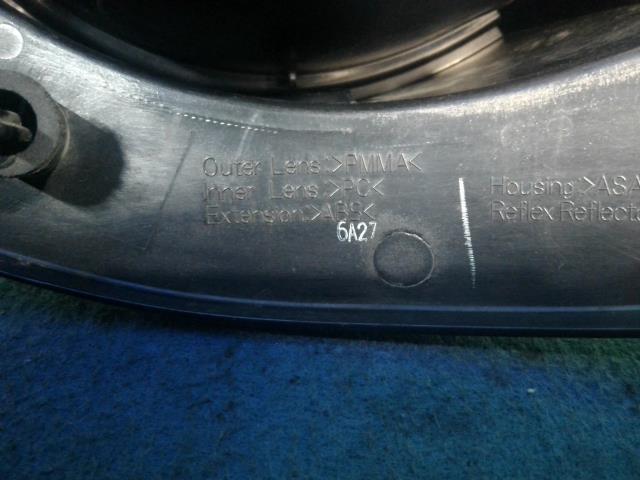 Outer Lens:>PMMA<
Inner Lens:>PC<
Extension:>ABS<
6A27
Housing:>ASA
Reflex Reflecto